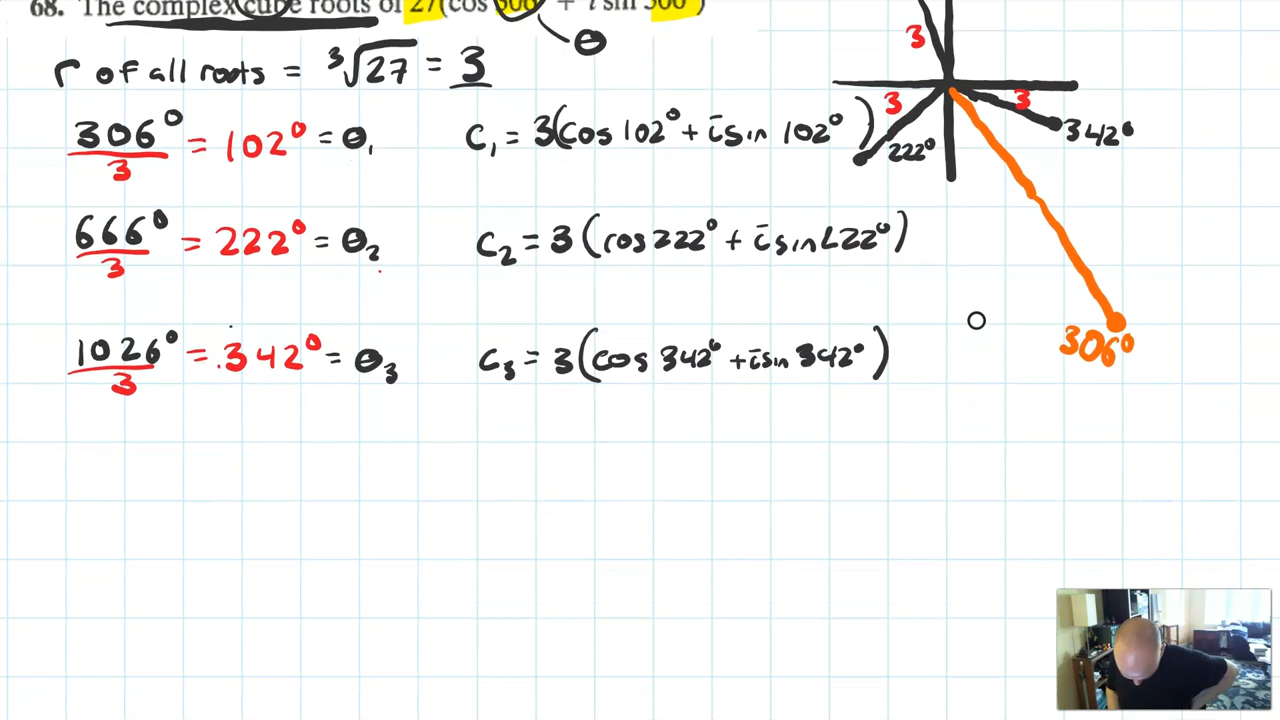 68. The complex cube roots of 27(cos 306° + i sin 306°)
θ
r of all roots = ∛27 = 3
306°/3 = 102° = θ₁
C₁ = 3(cos 102° + i sin 102°)
666°/3 = 222° = θ₂
C₂ = 3(cos 222° + i sin 222°)
1026°/3 = 342° = θ₃
C₃ = 3(cos 342° + i sin 342°)
3
3
3
342°
222°
306°